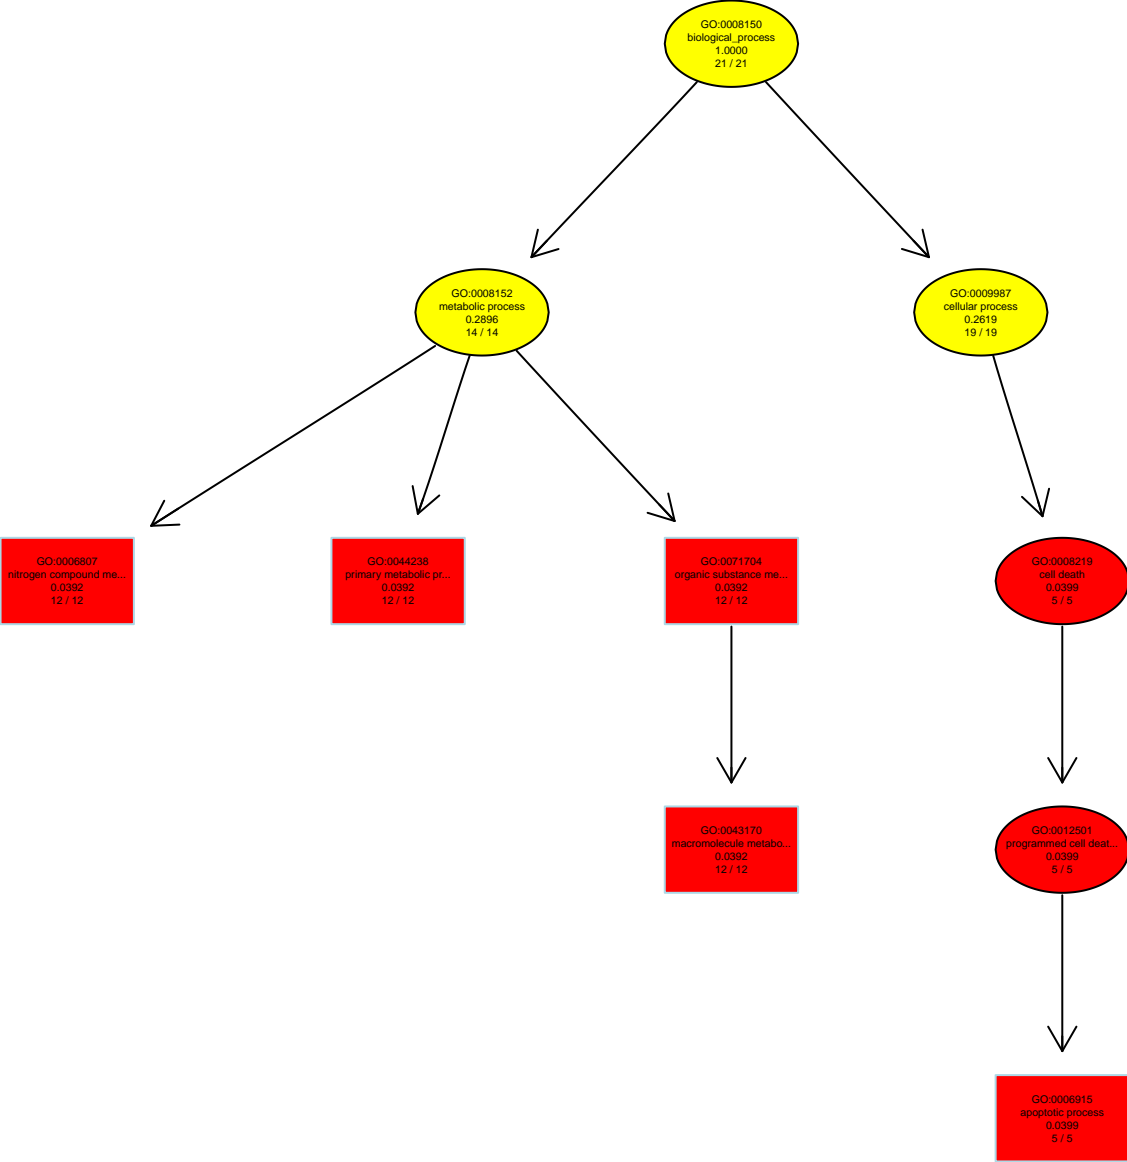 GO:0008150
biological_process
1.0000
21 / 21
GO:0008152
metabolic process
0.2896
14 / 14
GO:0009987
cellular process
0.2619
19 / 19
GO:0006807
nitrogen compound me...
0.0392
12 / 12
GO:0044238
primary metabolic pr...
0.0392
12 / 12
GO:0071704
organic substance me...
0.0392
12 / 12
GO:0008219
cell death
0.0399
5 / 5
GO:0043170
macromolecule metabo...
0.0392
12 / 12
GO:0012501
programmed cell deat...
0.0399
5 / 5
GO:0006915
apoptotic process
0.0399
5 / 5